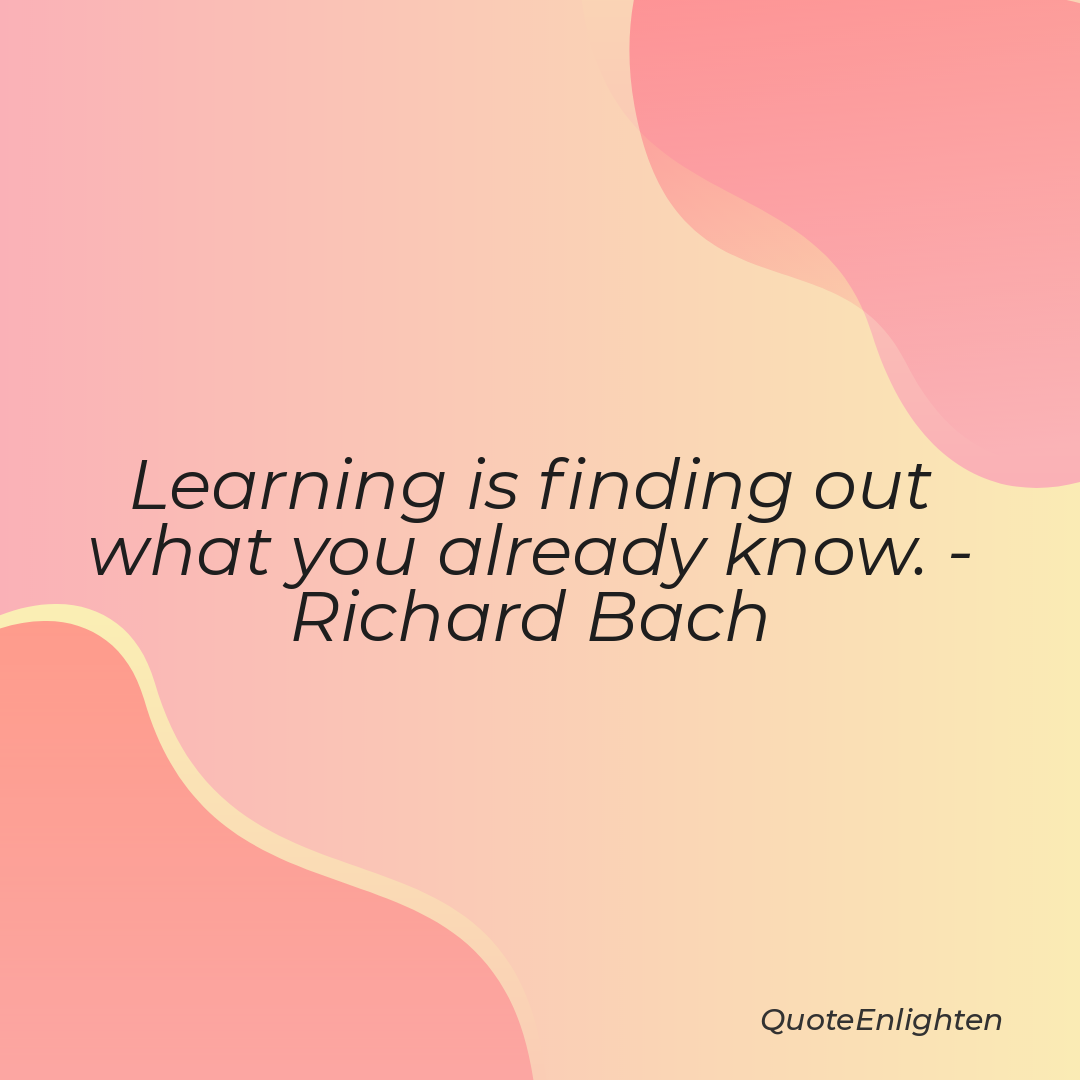 Learning is finding out
what you already know. -
Richard Bach
QuoteEnlighten